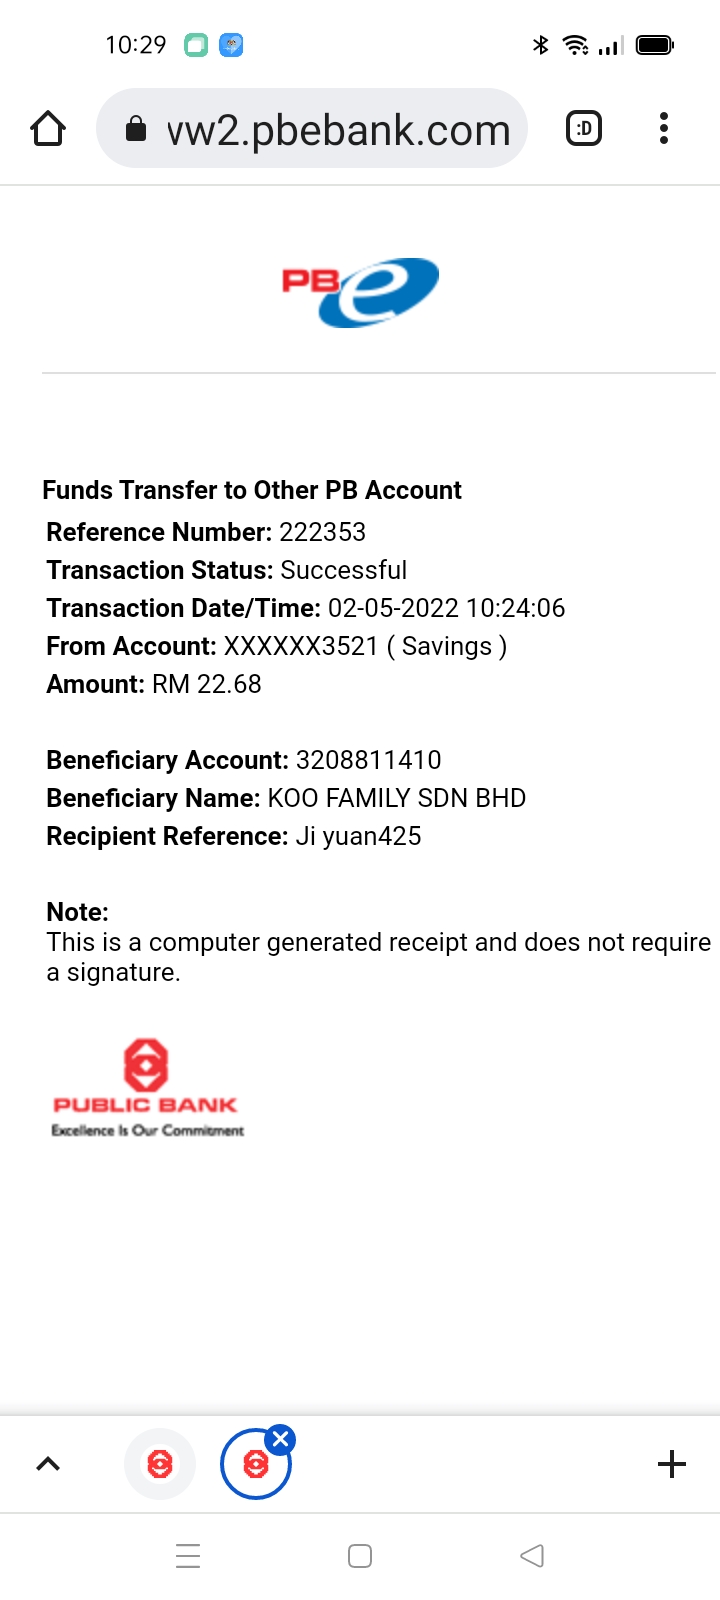 10:29
vw2.pbebank.com
:D
PBe
Funds Transfer to Other PB Account
Reference Number: 222353
Transaction Status: Successful
Transaction Date/Time: 02-05-2022 10:24:06
From Account: XXXXXX3521 ( Savings )
Amount: RM 22.68
Beneficiary Account: 3208811410
Beneficiary Name: KOO FAMILY SDN BHD
Recipient Reference: Ji yuan425
Note:
This is a computer generated receipt and does not require
a signature.
PUBLIC BANK
Excellence Is Our Commitment